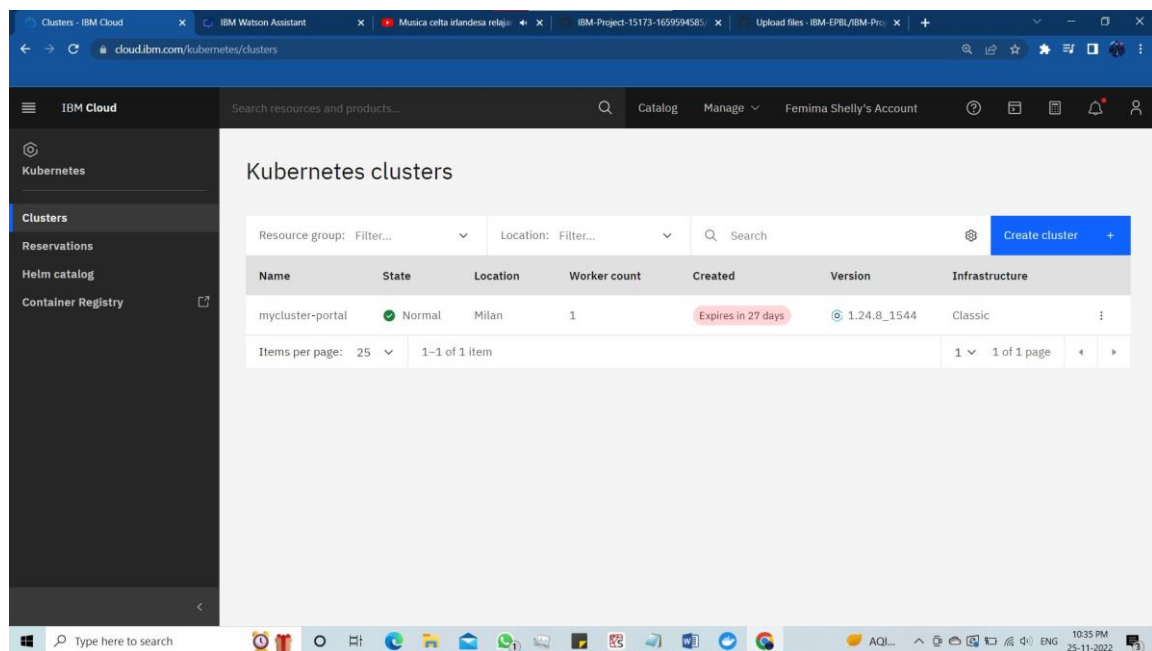 Clusters - IBM Cloud
IBM Watson Assistant
Musica celta irlandesa relaja
IBM-Project-15173-1659594585/
Upload files · IBM-EPBL/IBM-Proj
cloud.ibm.com/kubernetes/clusters
IBM Cloud
Search resources and products...
Catalog
Manage
Femima Shelly's Account
Kubernetes
Clusters
Reservations
Helm catalog
Container Registry
Kubernetes clusters
Resource group: Filter...
Location: Filter...
Search
Create cluster +
Name State Location Worker count Created Version Infrastructure
mycluster-portal Normal Milan 1 Expires in 27 days 1.24.8_1544 Classic
Items per page: 25 1–1 of 1 item 1 1 of 1 page
Type here to search
AQI... ENG 10:35 PM
25-11-2022